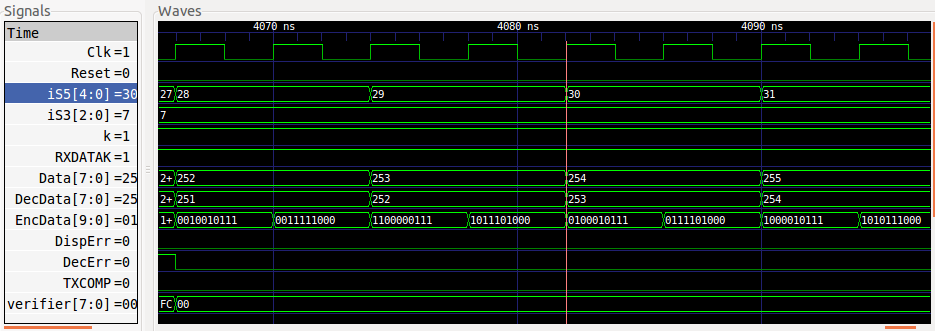 Signals
Waves
Time
4070 ns 4080 ns 4090 ns
Clk=1
Reset=0
iS5[4:0]=30 27 28 29 30 31
iS3[2:0]=7 7
k=1
RXDATAK=1
Data[7:0]=25 2+ 252 253 254 255
DecData[7:0]=25 2+ 251 252 253 254
EncData[9:0]=01 1+ 0010010111 0011111000 1100000111 1011101000 0100010111 0111101000 1000010111 1010111000
DispErr=0
DecErr=0
TXCOMP=0
verifier[7:0]=00 FC 00